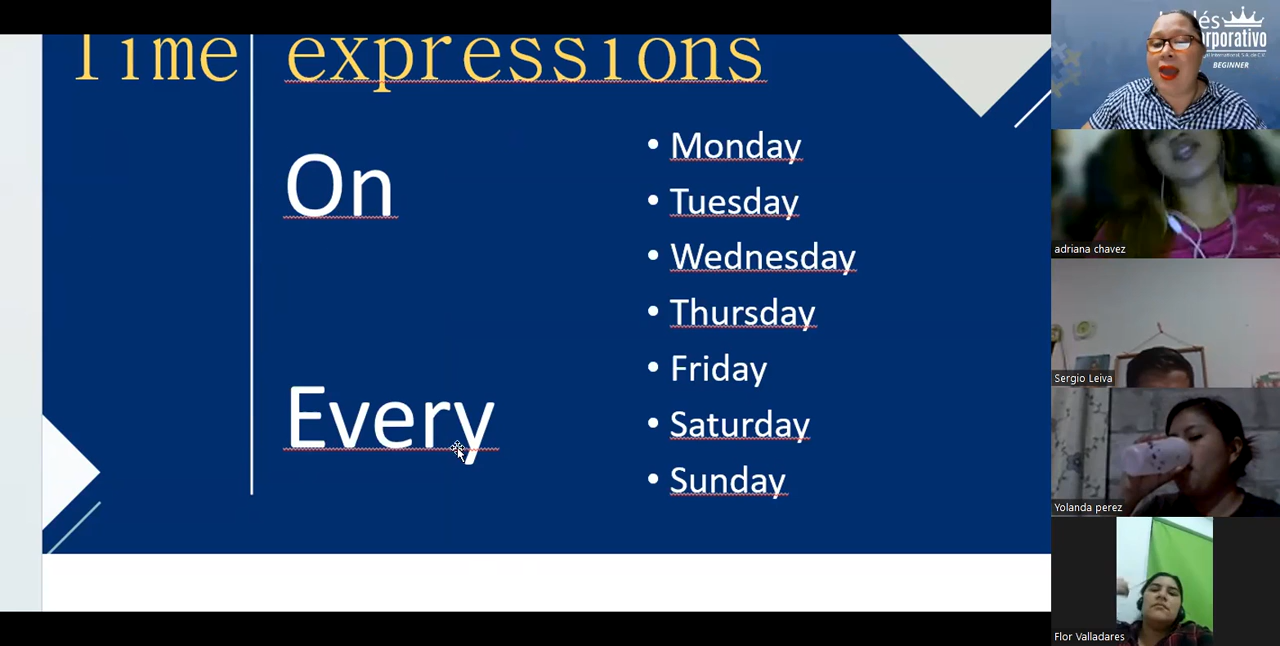 Time expressions
On
Every
Monday
Tuesday
Wednesday
Thursday
Friday
Saturday
Sunday
BEGINNER
adriana chavez
Sergio Leiva
Yolanda perez
Flor Valladares